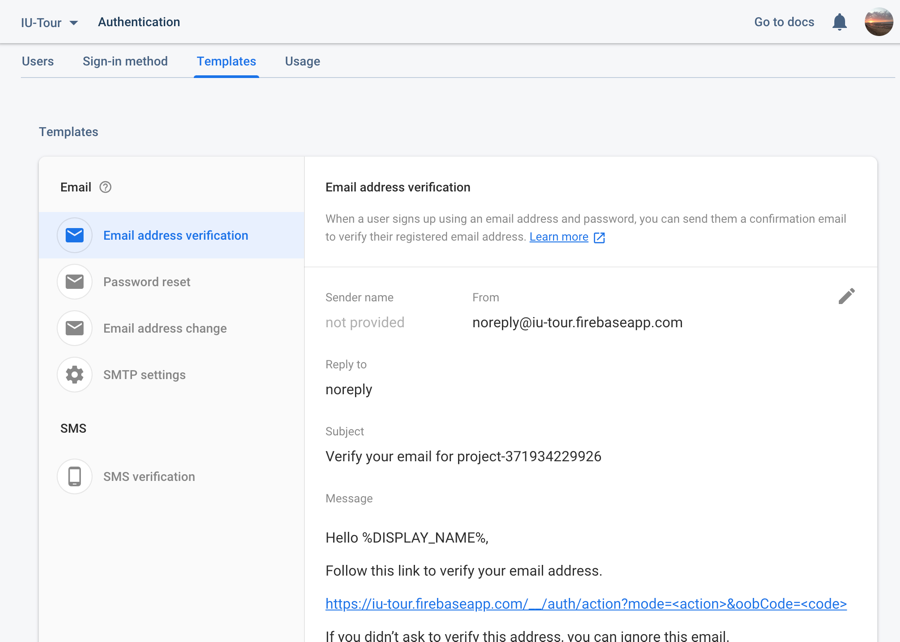 IU-Tour Authentication Go to docs
Users Sign-in method Templates Usage
Templates
Email
Email address verification
Password reset
Email address change
SMTP settings
SMS
SMS verification
Email address verification
When a user signs up using an email address and password, you can send them a confirmation email
to verify their registered email address. Learn more
Sender name From
not provided noreply@iu-tour.firebaseapp.com
Reply to
noreply
Subject
Verify your email for project-371934229926
Message
Hello %DISPLAY_NAME%,
Follow this link to verify your email address.
https://iu-tour.firebaseapp.com/__/auth/action?mode=<action>&oobCode=<code>
If you didn't ask to verify this address, you can ignore this email.